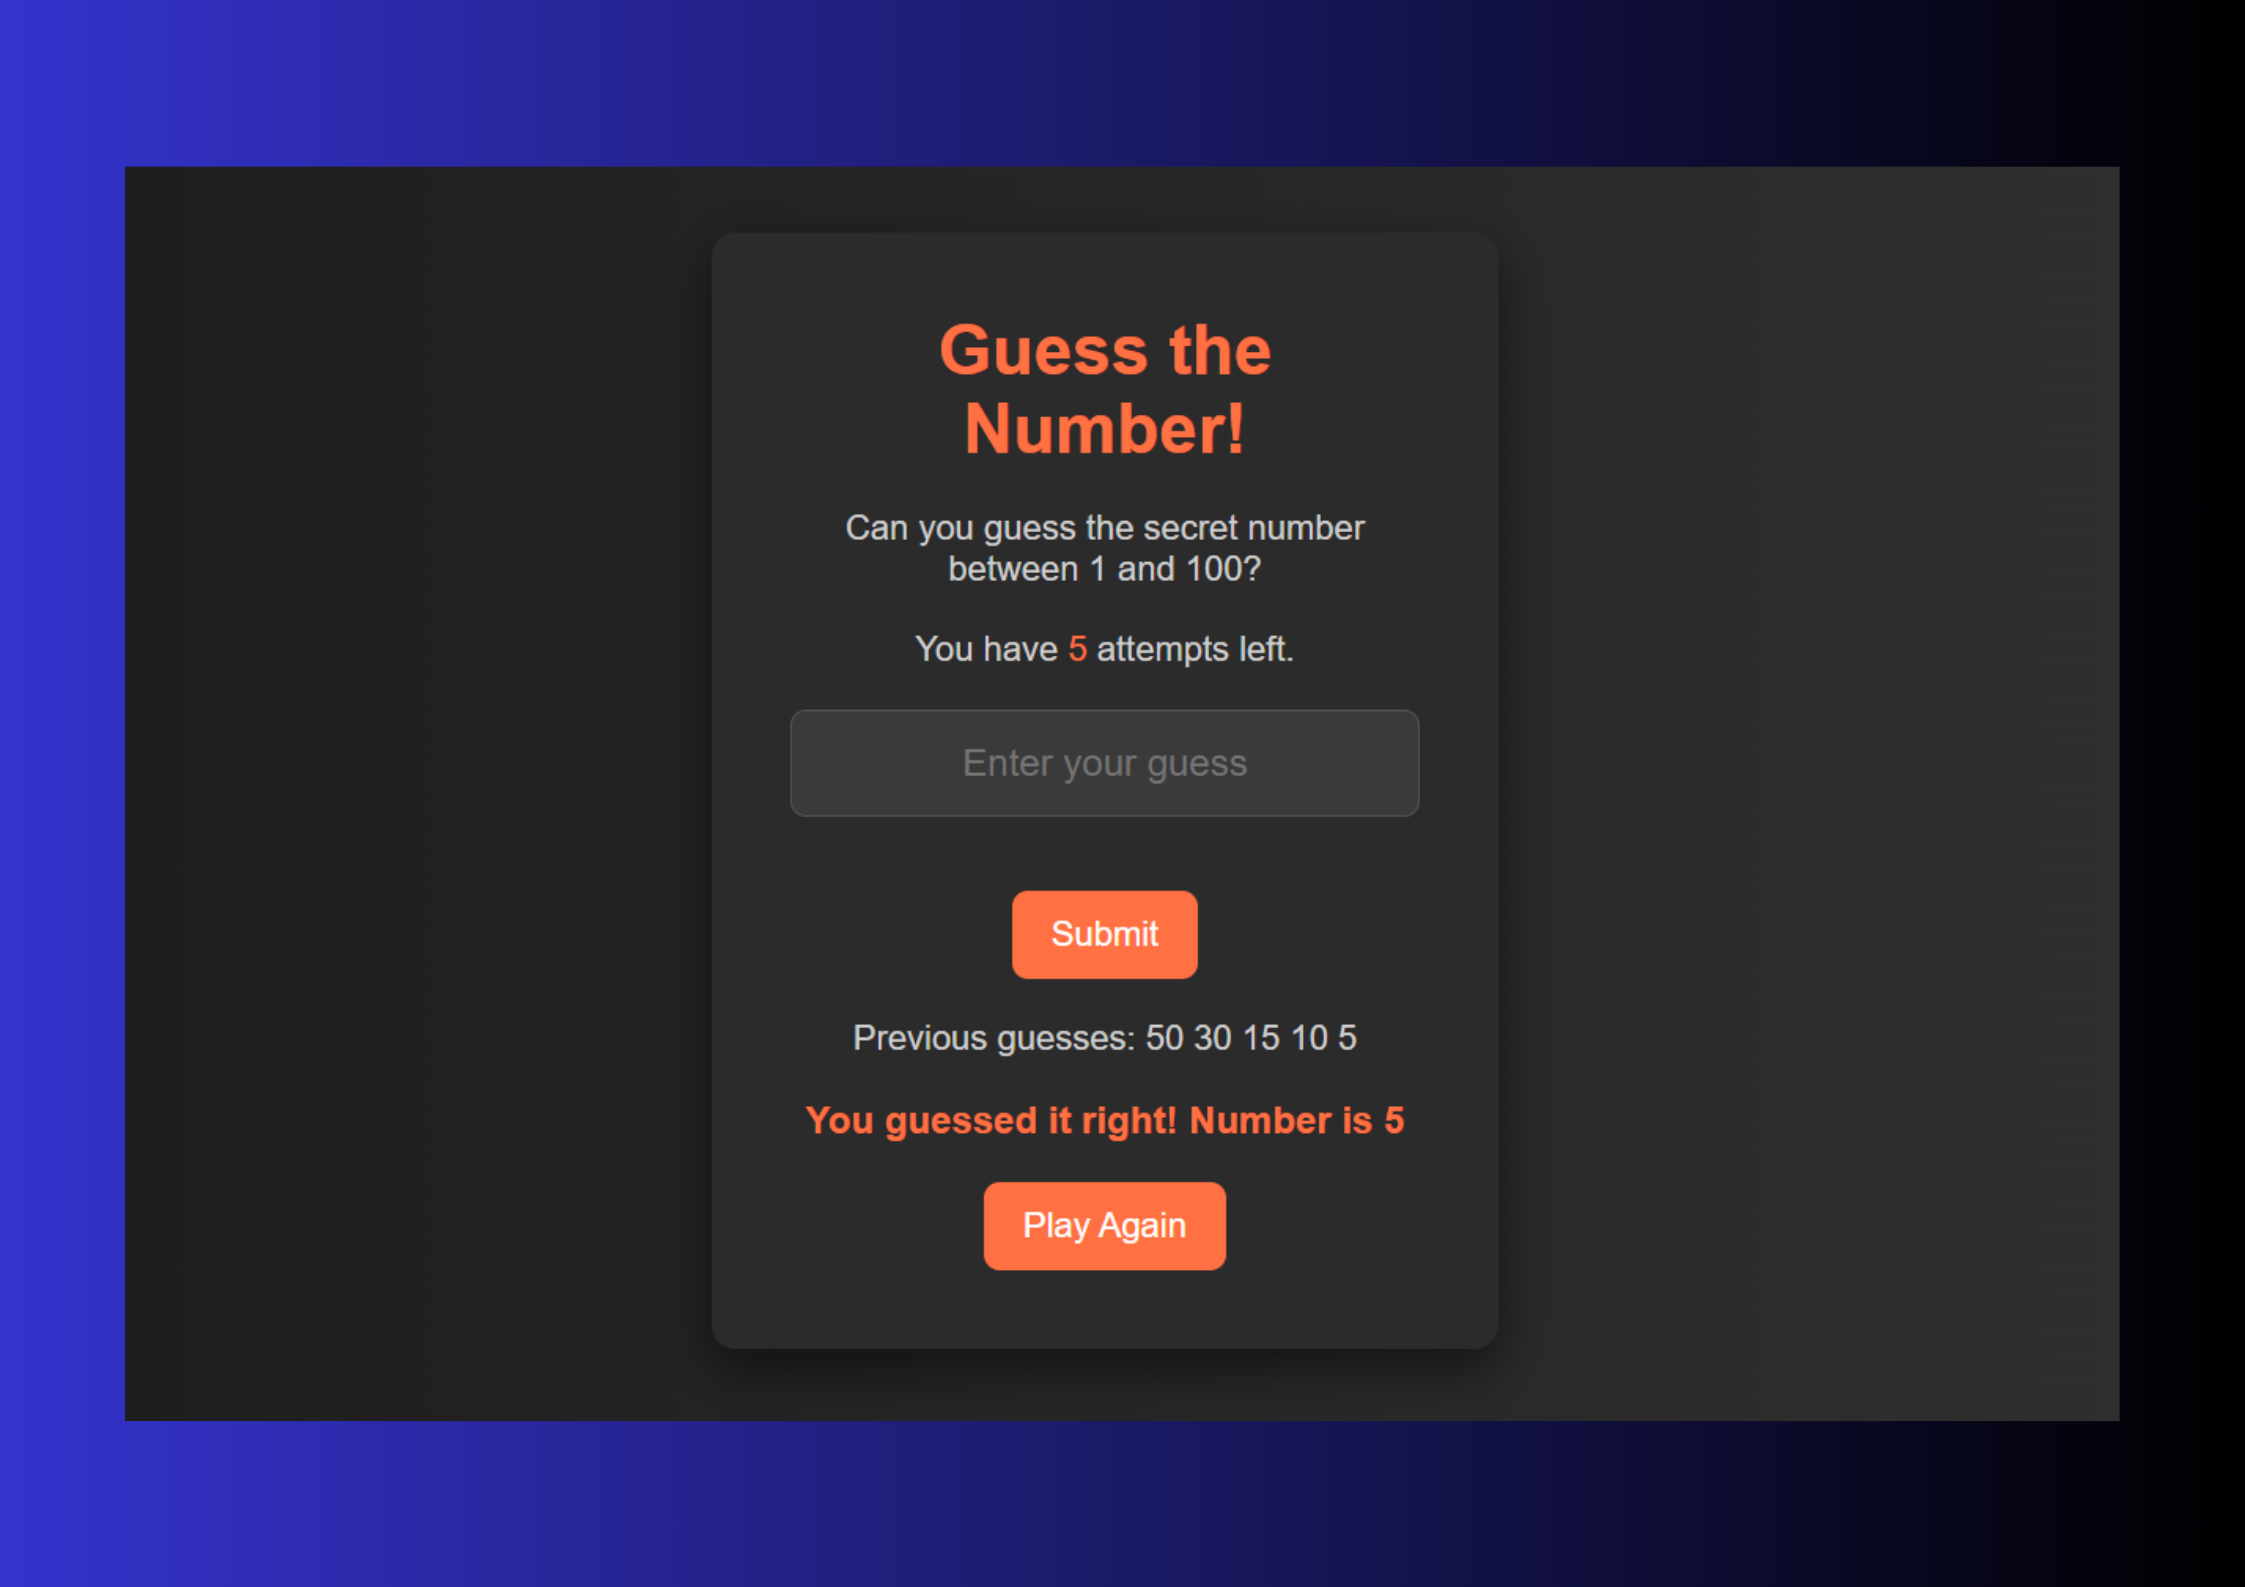 Guess the
Number!
Can you guess the secret number
between 1 and 100?
You have 5 attempts left.
Enter your guess
Submit
Previous guesses: 50 30 15 10 5
You guessed it right! Number is 5
Play Again